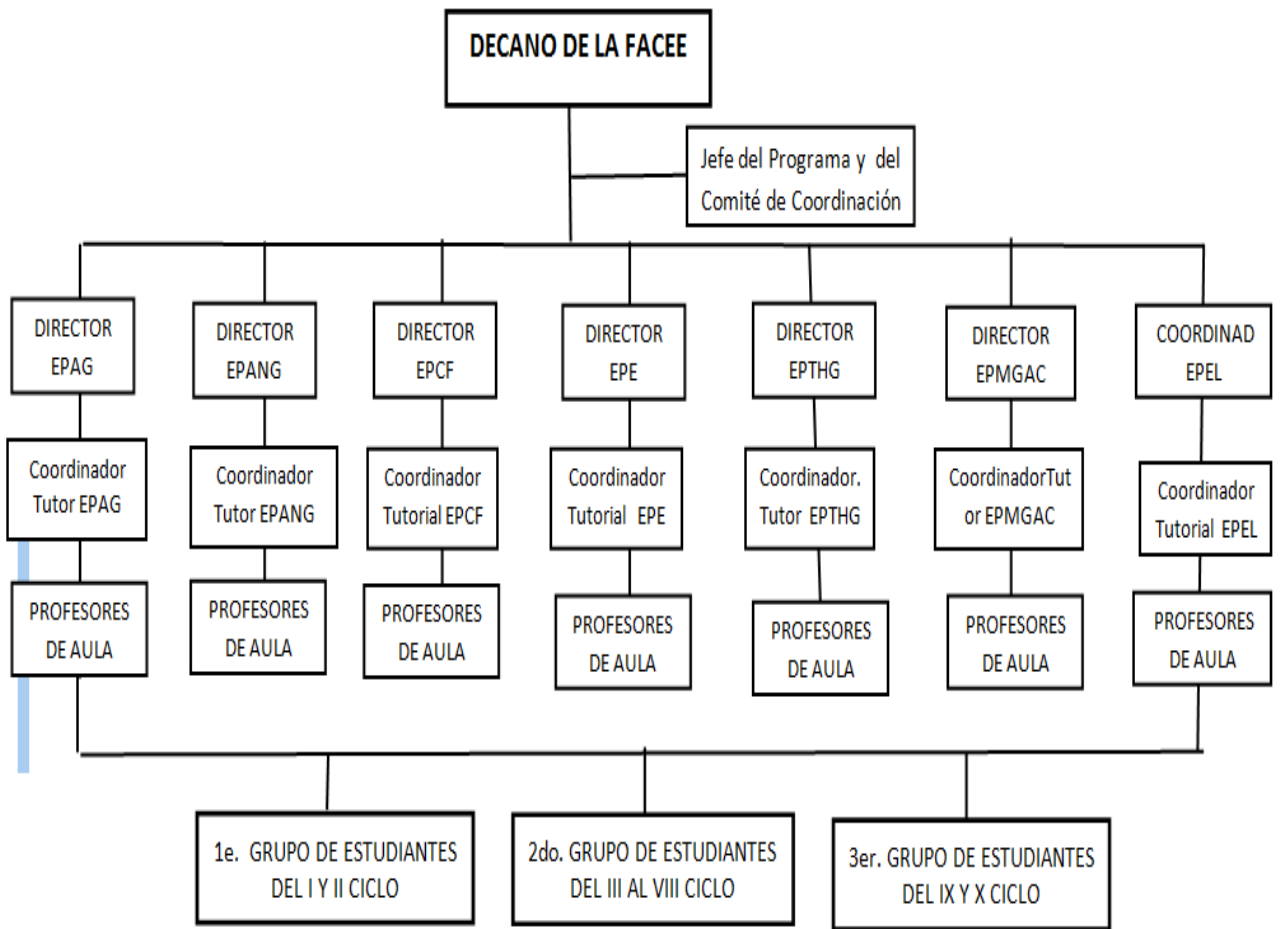 DECANO DE LA FACEE
Jefe del Programa y del
Comité de Coordinación
DIRECTOR
EPAG
DIRECTOR
EPANG
DIRECTOR
EPCF
DIRECTOR
EPE
DIRECTOR
EPTHG
DIRECTOR
EPMGAC
COORDINAD
EPEL
Coordinador
Tutor EPAG
Coordinador
Tutor EPANG
Coordinador
Tutorial EPCF
Coordinador
Tutorial EPE
Coordinador.
Tutor EPTHG
CoordinadorTut
or EPMGAC
Coordinador
Tutorial EPEL
PROFESORES
DE AULA
PROFESORES
DE AULA
PROFESORES
DE AULA
PROFESORES
DE AULA
PROFESORES
DE AULA
PROFESORES
DE AULA
PROFESORES
DE AULA
1e. GRUPO DE ESTUDIANTES
DEL I Y II CICLO
2do. GRUPO DE ESTUDIANTES
DEL III AL VIII CICLO
3er. GRUPO DE ESTUDIANTES
DEL IX Y X CICLO